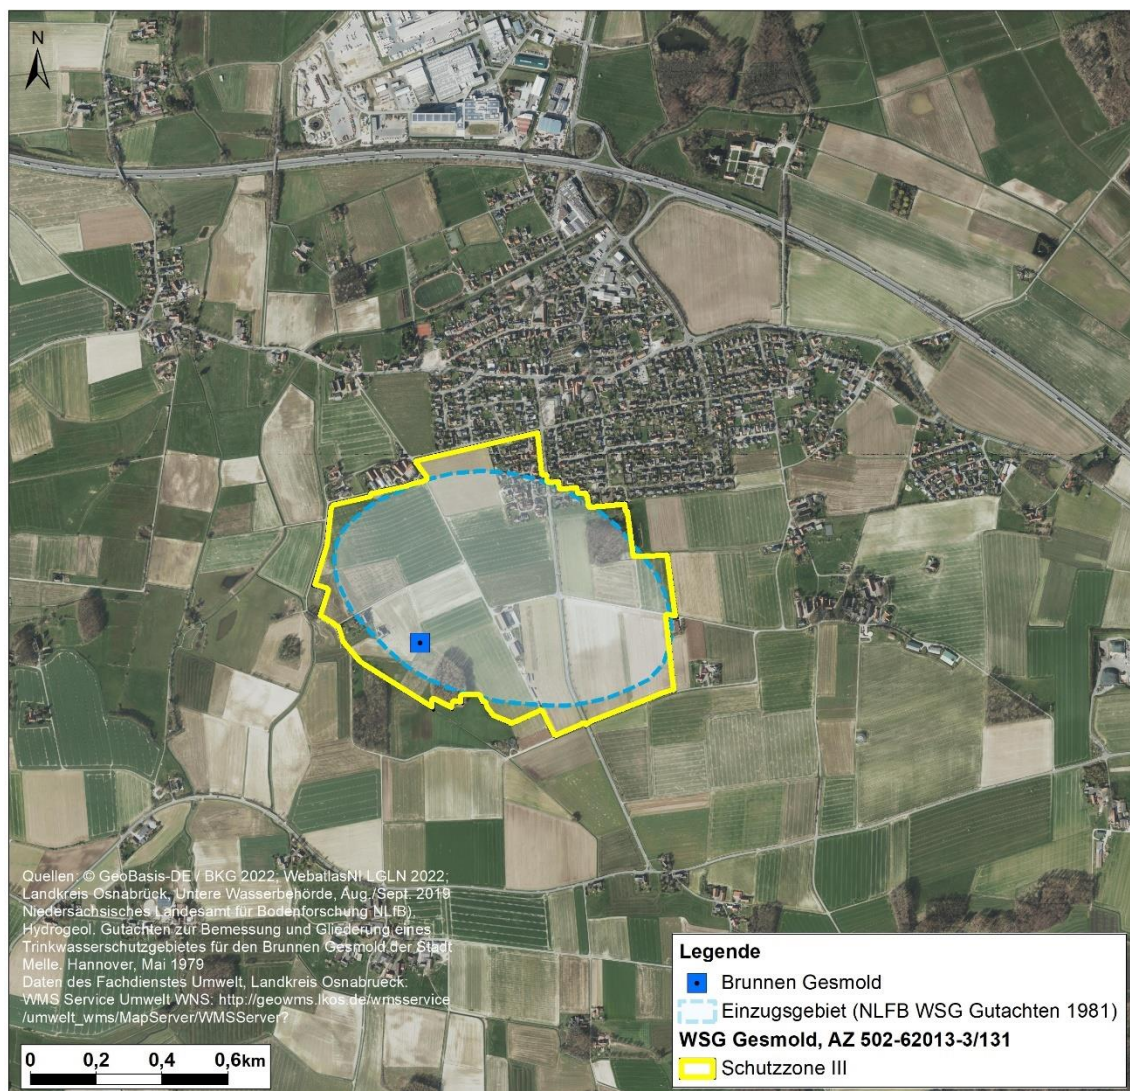 N
Quellen: © GeoBasis-DE / BKG 2022; WebatlasNI LGLN 2022;
Landkreis Osnabrück, Untere Wasserbehörde, Aug./Sept. 2019
Niedersächsisches Landesamt für Bodenforschung NLfB),
Hydrogeol. Gutachten zur Bemessung und Gliederung eines
Trinkwasserschutzgebietes für den Brunnen Gesmold der Stadt
Melle. Hannover, Mai 1979
Daten des Fachdienstes Umwelt, Landkreis Osnabrueck:
WMS Service Umwelt WNS: http://geowms.lkos.de/wmsservice
/umwelt_wms/MapServer/WMSServer?
0 0,2 0,4 0,6km
Legende
Brunnen Gesmold
Einzugsgebiet (NLFB WSG Gutachten 1981)
WSG Gesmold, AZ 502-62013-3/131
Schutzzone III